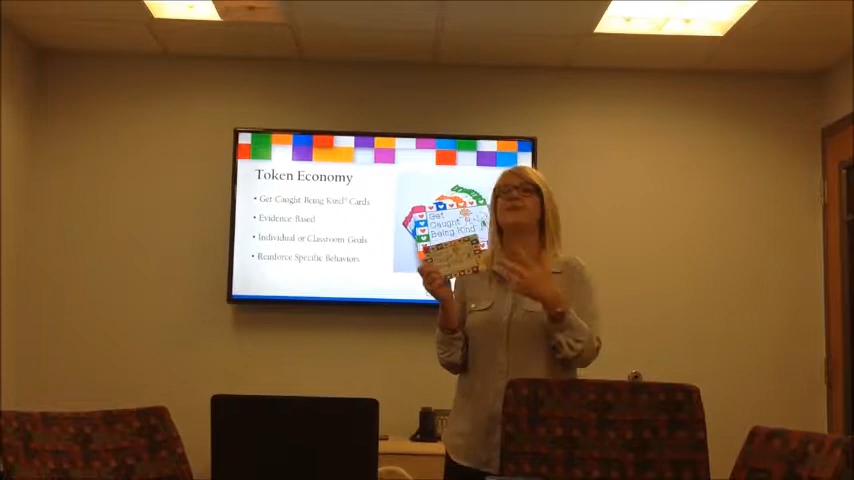 Token Economy
• Get Caught Being Kind® Cards
• Evidence Based
• Individual or Classroom Goals
• Reinforce Specific Behaviors
Get
Caught
Being Kind